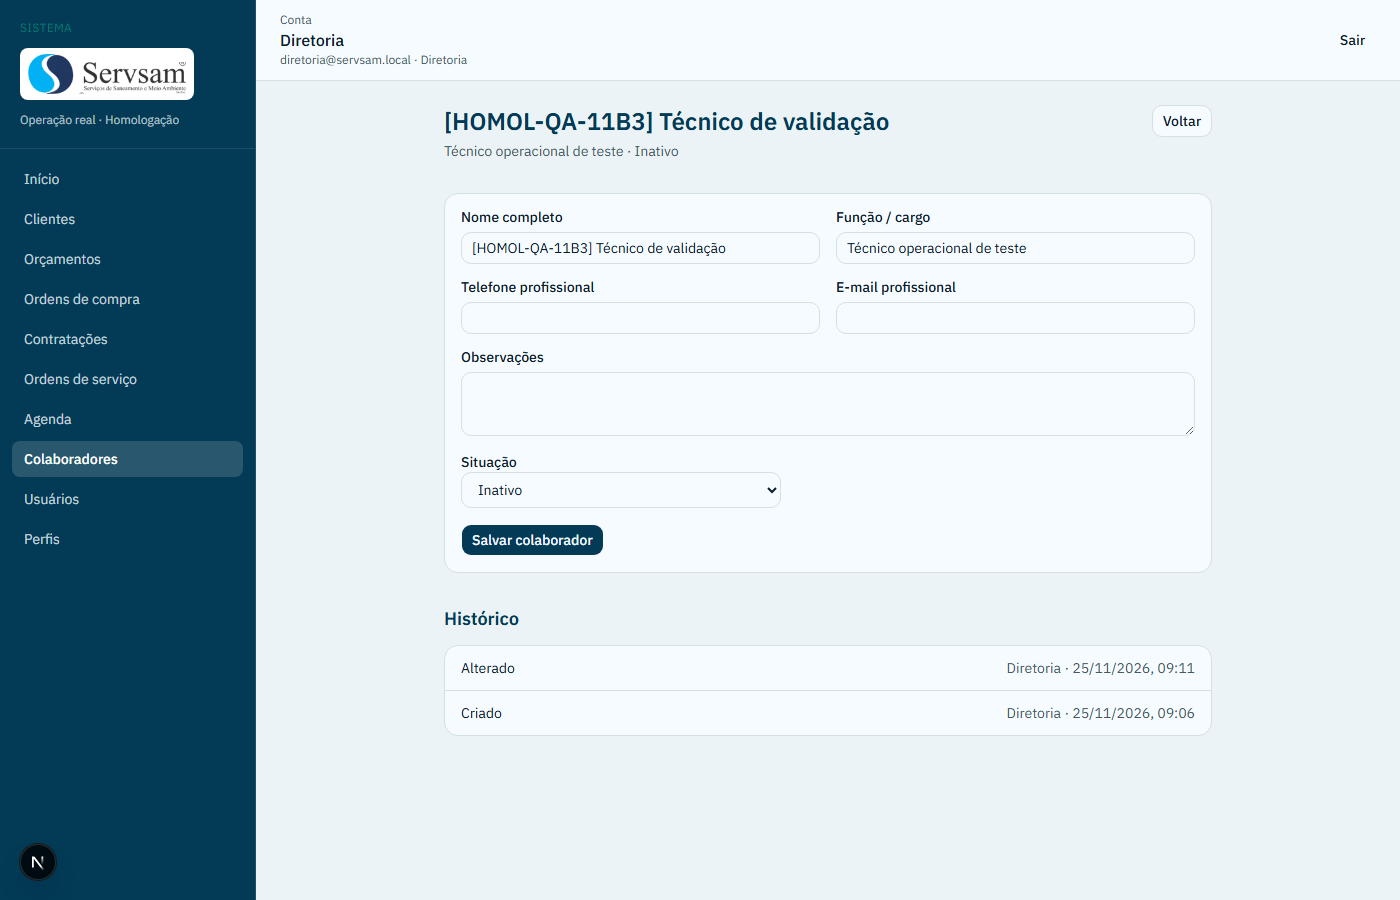 SISTEMA
Servsam
Serviços de Saneamento e Meio Ambiente
Operação real · Homologação
Início
Clientes
Orçamentos
Ordens de compra
Contratações
Ordens de serviço
Agenda
Colaboradores
Usuários
Perfis
N
Conta
Diretoria
diretoria@servsam.local · Diretoria
Sair
[HOMOL-QA-11B3] Técnico de validação
Voltar
Técnico operacional de teste · Inativo
Nome completo
Função / cargo
[HOMOL-QA-11B3] Técnico de validação
Técnico operacional de teste
Telefone profissional
E-mail profissional
Observações
Situação
Inativo
Salvar colaborador
Histórico
Alterado
Diretoria · 25/11/2026, 09:11
Criado
Diretoria · 25/11/2026, 09:06